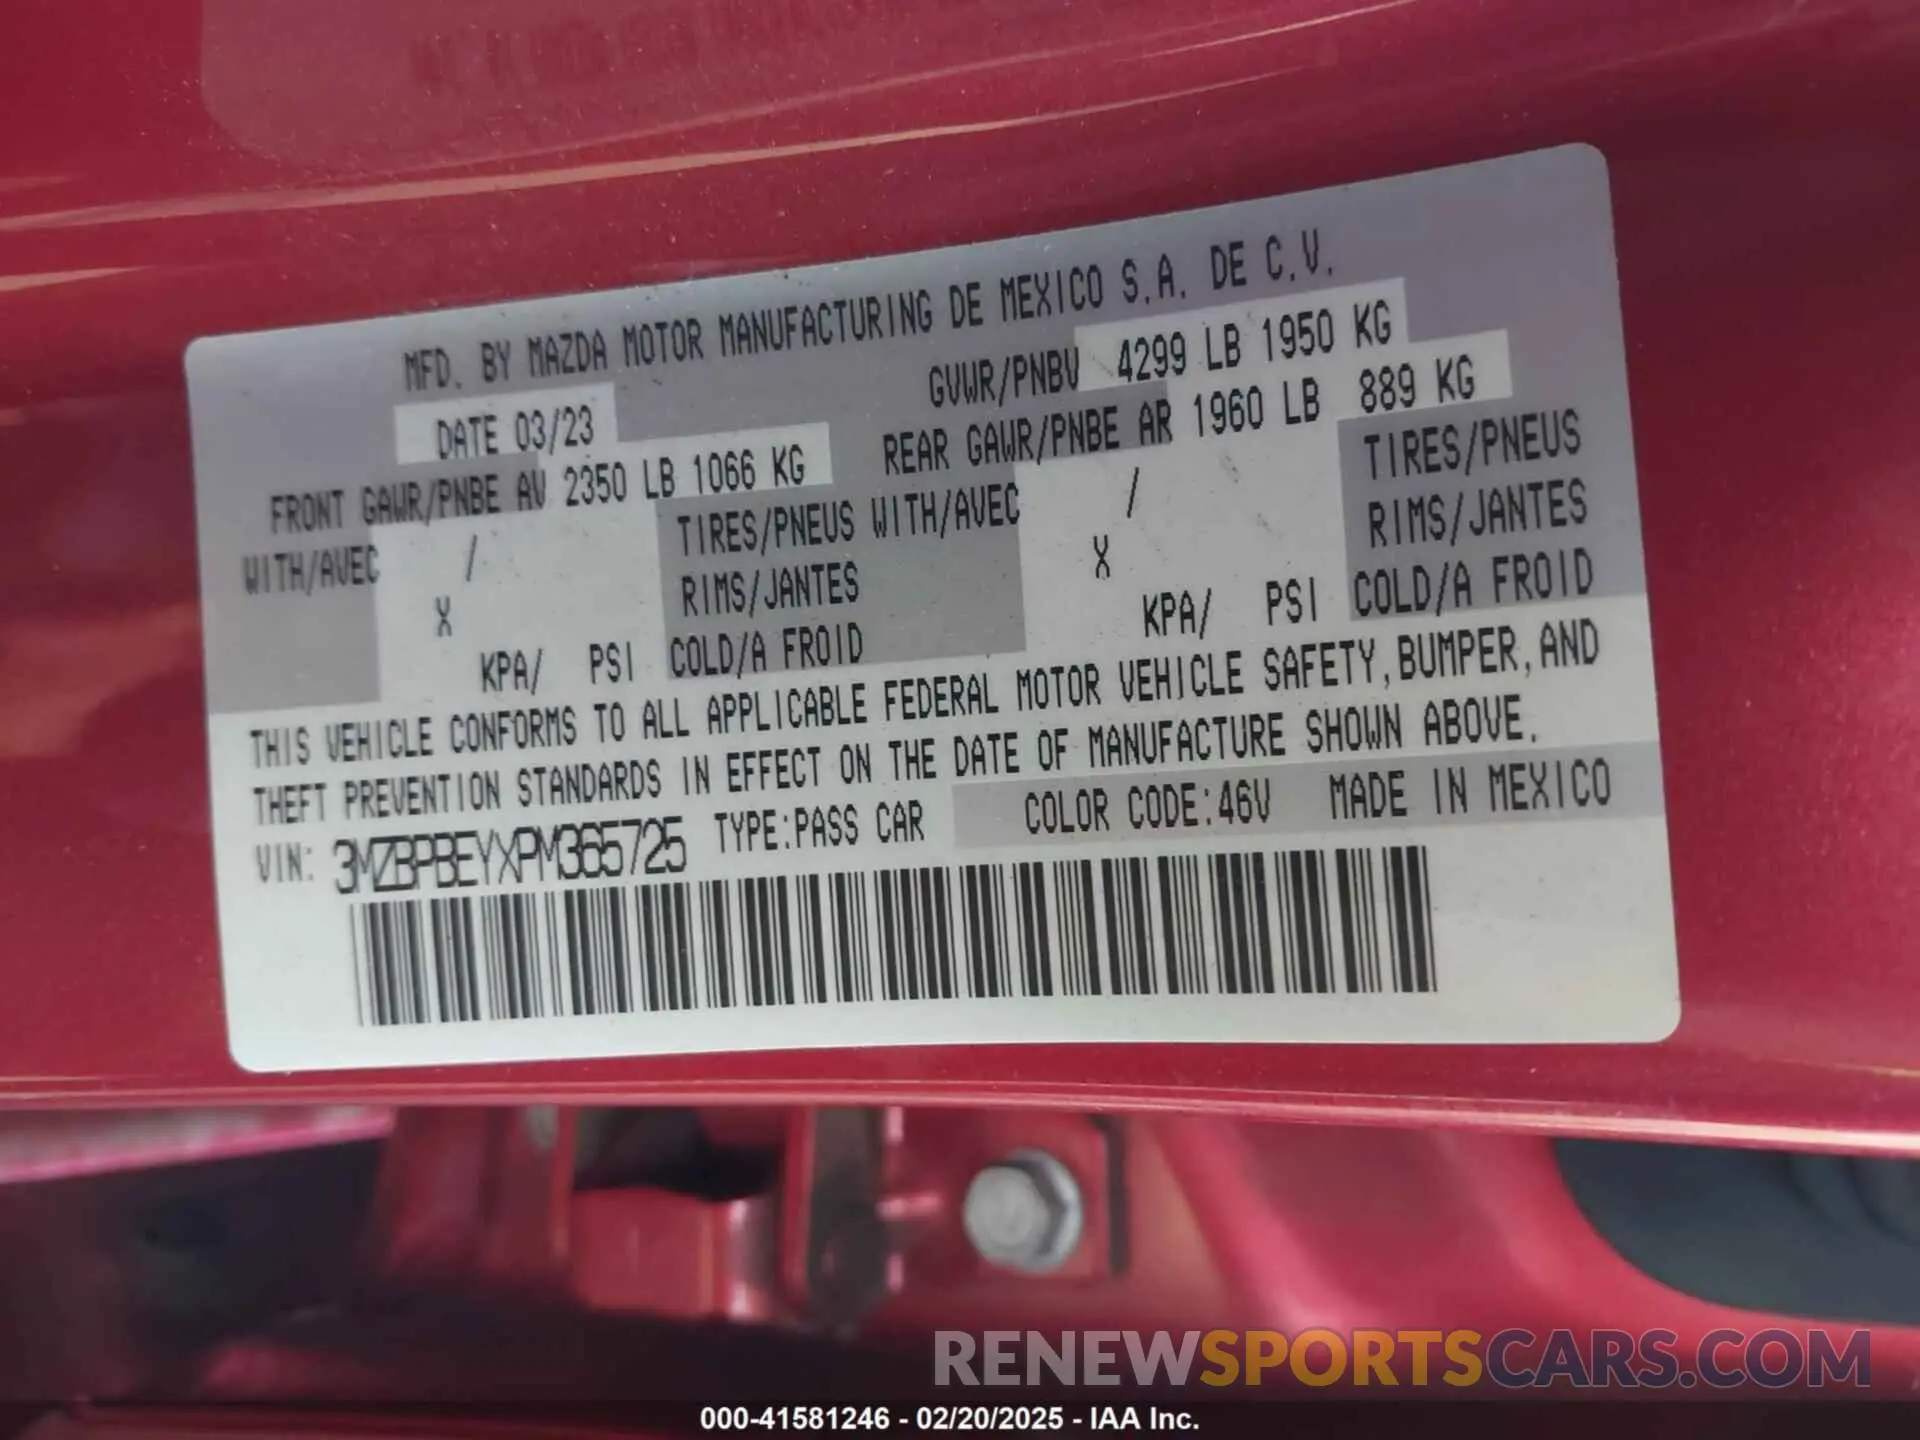 MFD. BY MAZDA MOTOR MANUFACTURING DE MEXICO S.A. DE C.V.
DATE 03/23 GVWR/PNBV 4299 LB 1950 KG
FRONT GAWR/PNBE AV 2350 LB 1066 KG REAR GAWR/PNBE AR 1960 LB 889 KG
WITH/AVEC / TIRES/PNEUS WITH/AVEC / TIRES/PNEUS
X RIMS/JANTES X RIMS/JANTES
KPA/ PSI COLD/A FROID KPA/ PSI COLD/A FROID
THIS VEHICLE CONFORMS TO ALL APPLICABLE FEDERAL MOTOR VEHICLE SAFETY, BUMPER, AND
THEFT PREVENTION STANDARDS IN EFFECT ON THE DATE OF MANUFACTURE SHOWN ABOVE.
VIN: 3MZBPBEYXPM365725 TYPE:PASS CAR COLOR CODE:46V MADE IN MEXICO
RENEWSPORTSCARS.COM
000-41581246 - 02/20/2025 - IAA Inc.